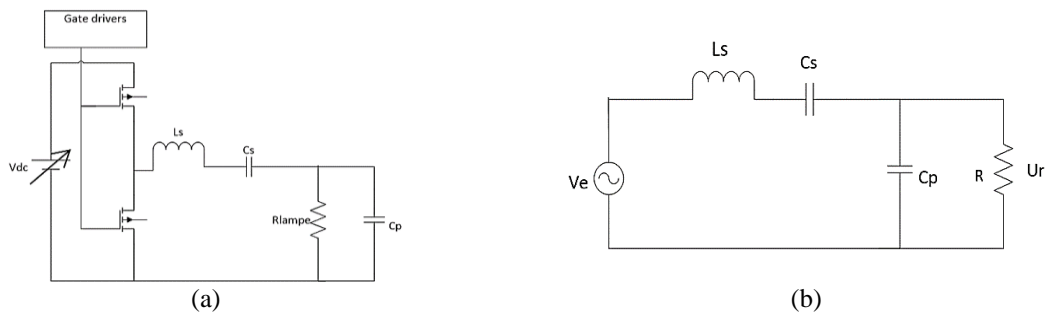 Gate drivers
Ls
Cs
Vdc
Rlampe
Cp
(a)
Ls
Cs
Ve
Cp
R
Ur
(b)